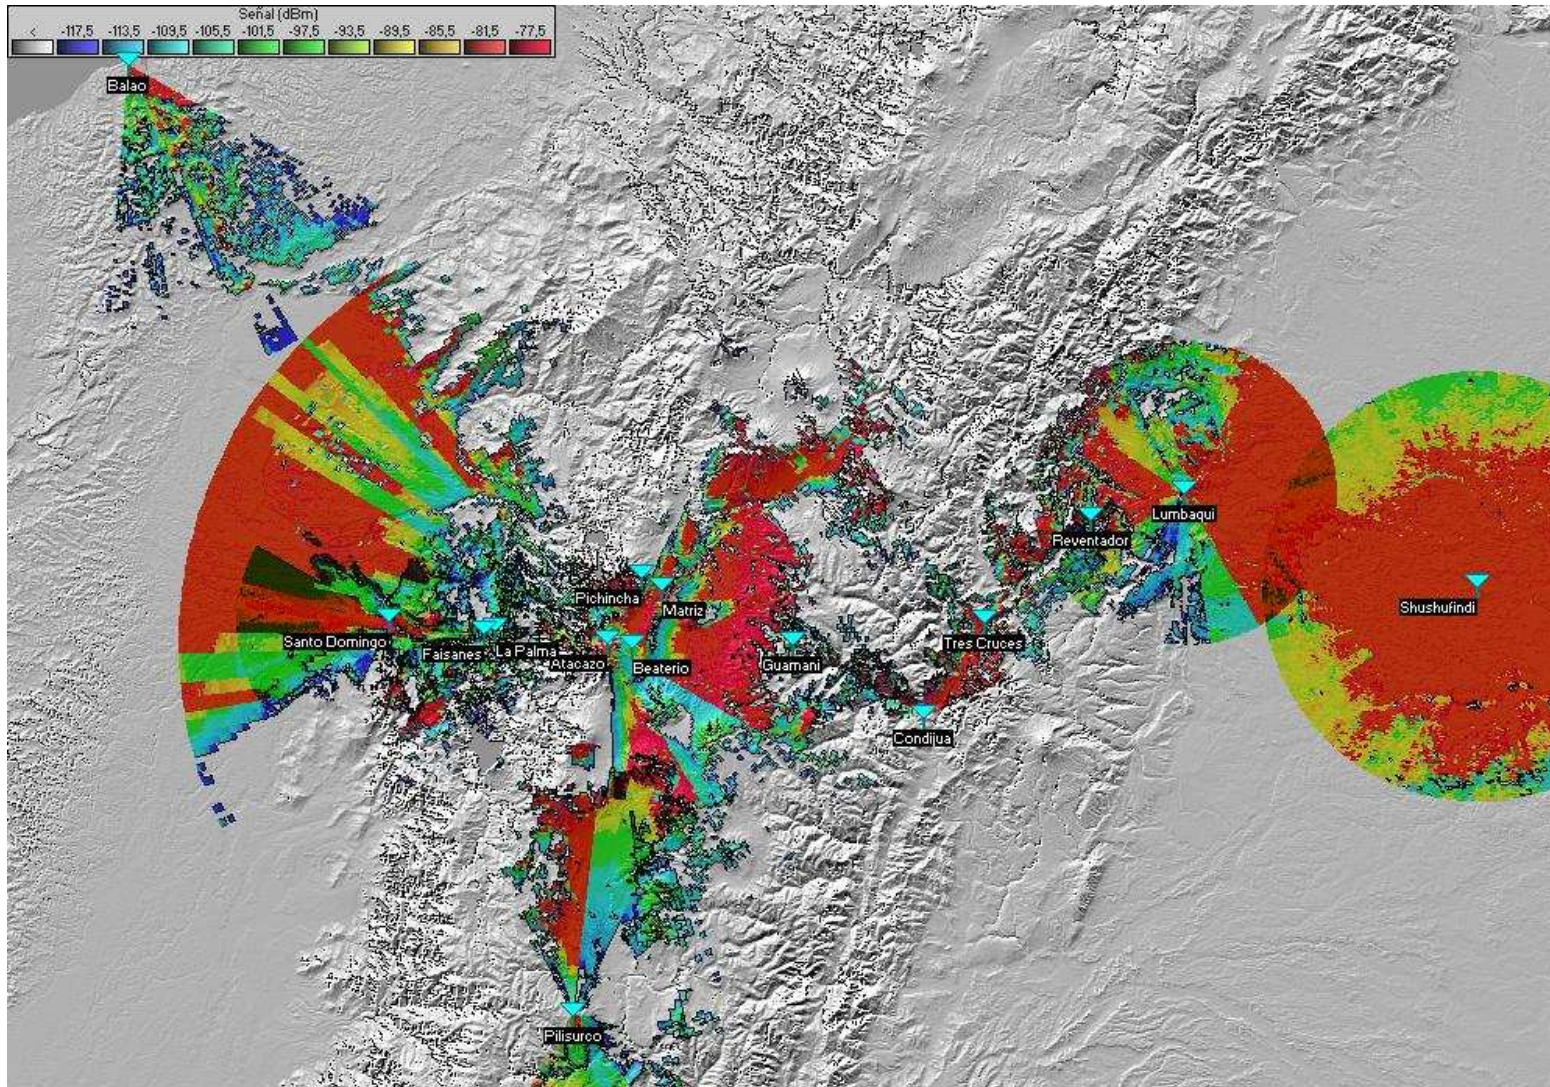 Señal (dBm)
< -117,5 -113,5 -109,5 -105,5 -101,5 -97,5 -93,5 -89,5 -85,5 -81,5 -77,5
Balao
Lumbaqui
Reventador
Pichincha
Shushufindi
Matriz
Santo Domingo
Faisanes
La Palma
Atacazo
Beaterio
Guamani
Tres Cruces
Condijua
Pilisurco